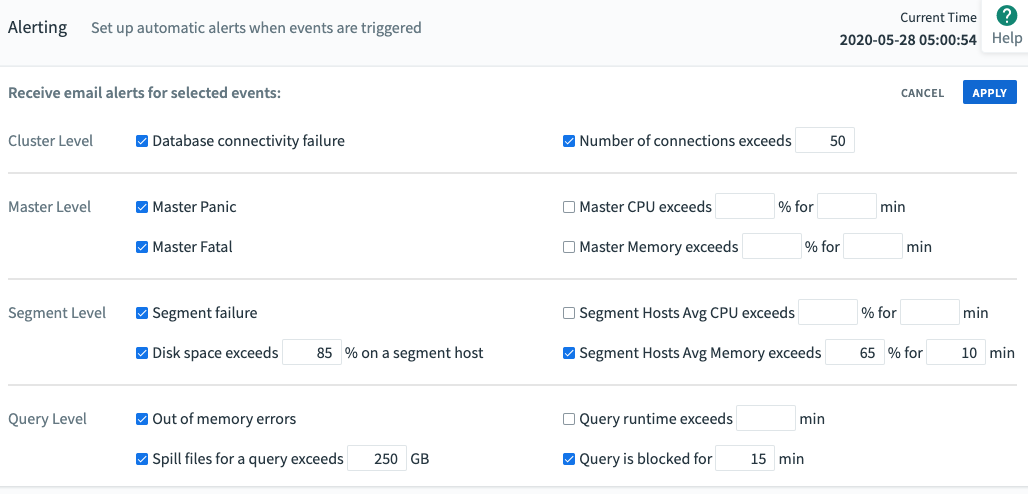 Alerting Set up automatic alerts when events are triggered
Current Time
2020-05-28 05:00:54
?
Help
Receive email alerts for selected events:
CANCEL APPLY
Cluster Level Database connectivity failure Number of connections exceeds 50
Master Level Master Panic Master CPU exceeds % for min
Master Fatal Master Memory exceeds % for min
Segment Level Segment failure Segment Hosts Avg CPU exceeds % for min
Disk space exceeds 85 % on a segment host Segment Hosts Avg Memory exceeds 65 % for 10 min
Query Level Out of memory errors Query runtime exceeds min
Spill files for a query exceeds 250 GB Query is blocked for 15 min